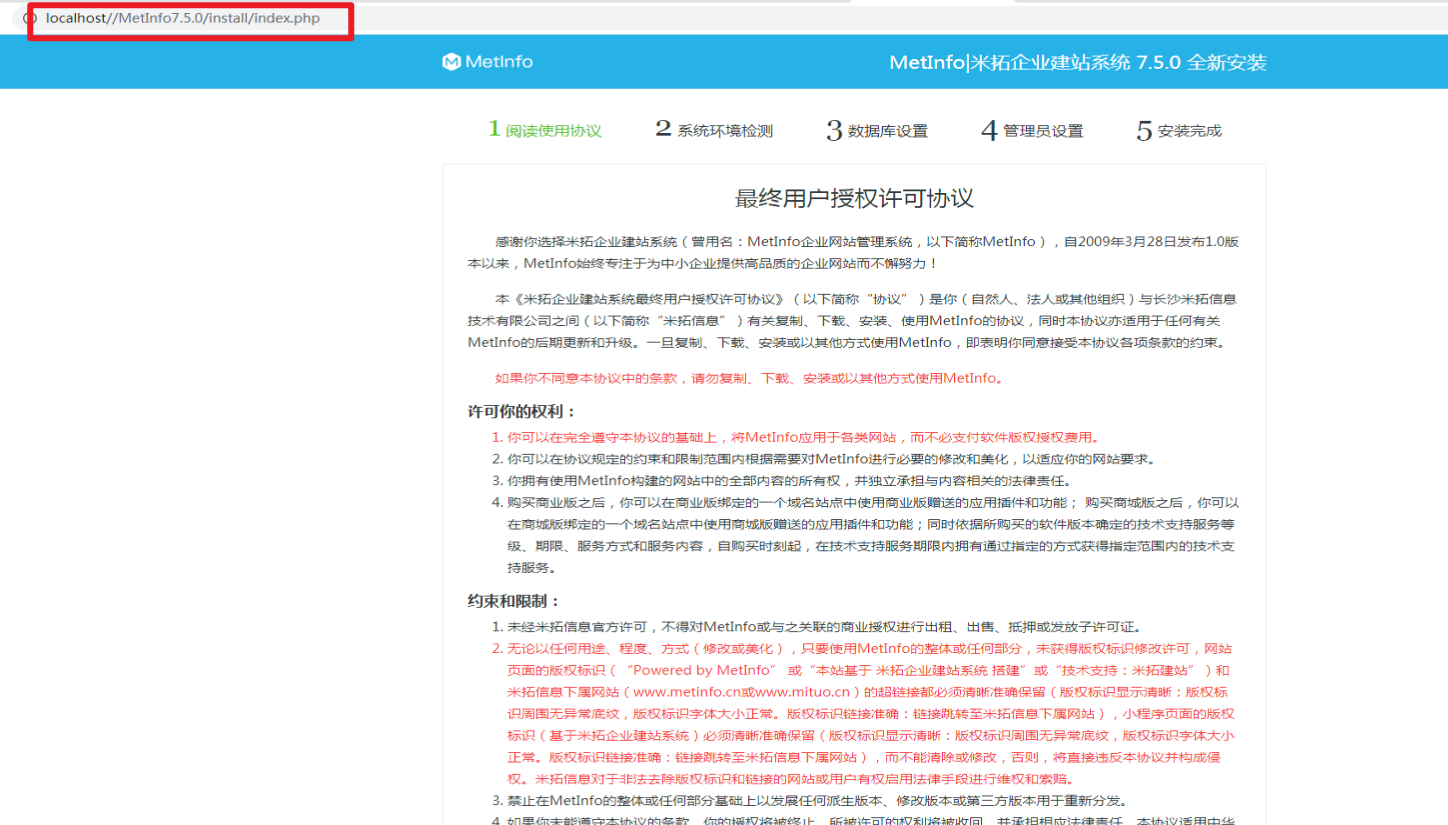 localhost//MetInfo7.5.0/install/index.php
MetInfo
MetInfo|米拓企业建站系统 7.5.0 全新安装
1 阅读使用协议 2 系统环境检测 3 数据库设置 4 管理员设置 5 安装完成
最终用户授权许可协议
感谢你选择米拓企业建站系统（曾用名：MetInfo企业网站管理系统，以下简称MetInfo），自2009年3月28日发布1.0版
本以来，MetInfo始终专注于为中小企业提供高品质的企业网站而不懈努力！
本《米拓企业建站系统最终用户授权许可协议》（以下简称“协议”）是你（自然人、法人或其他组织）与长沙米拓信息
技术有限公司之间（以下简称“米拓信息”）有关复制、下载、安装、使用MetInfo的协议，同时本协议亦适用于任何有关
MetInfo的后期更新和升级。一旦复制、下载、安装或以其他方式使用MetInfo，即表明你同意接受本协议各项条款的约束。
如果你不同意本协议中的条款，请勿复制、下载、安装或以其他方式使用MetInfo。
许可你的权利：
1. 你可以在完全遵守本协议的基础上，将MetInfo应用于各类网站，而不必支付软件版权授权费用。
2. 你可以在协议规定的约束和限制范围内根据需要对MetInfo进行必要的修改和美化，以适应你的网站要求。
3. 你拥有使用MetInfo构建的网站中的全部内容的所有权，并独立承担与内容相关的法律责任。
4. 购买商业版之后，你可以在商业版绑定的一个域名站点中使用商业版赠送的应用插件和功能； 购买商城版之后，你可以
在商城版绑定的一个域名站点中使用商城版赠送的应用插件和功能；同时依据所购买的软件版本确定的技术支持服务等
级、期限、服务方式和服务内容，自购买时刻起，在技术支持服务期限内拥有通过指定的方式获得指定范围内的技术支
持服务。
约束和限制：
1. 未经米拓信息官方许可，不得对MetInfo或与之关联的商业授权进行出租、出售、抵押或发放子许可证。
2. 无论以任何用途、程度、方式（修改或美化），只要使用MetInfo的整体或任何部分，未获得版权标识修改许可，网站
页面的版权标识（ “Powered by MetInfo” 或“本站基于 米拓企业建站系统 搭建”或“技术支持：米拓建站”）和
米拓信息下属网站（www.metinfo.cn或www.mituo.cn）的超链接都必须清晰准确保留（版权标识显示清晰：版权标
识周围无异常底纹，版权标识字体大小正常。版权标识链接准确：链接跳转至米拓信息下属网站），小程序页面的版权
标识（基于米拓企业建站系统）必须清晰准确保留（版权标识显示清晰：版权标识周围无异常底纹，版权标识字体大小
正常。版权标识链接准确：链接跳转至米拓信息下属网站），而不能清除或修改，否则，将直接违反本协议并构成侵
权。米拓信息对于非法去除版权标识和链接的网站或用户有权启用法律手段进行维权和索赔。
3. 禁止在MetInfo的整体或任何部分基础上以发展任何派生版本、修改版本或第三方版本用于重新分发。
4. 如果你未能遵守本协议的条款，你的授权将被终止，所被许可的权利将被收回，并承担相应法律责任。本协议适用中华